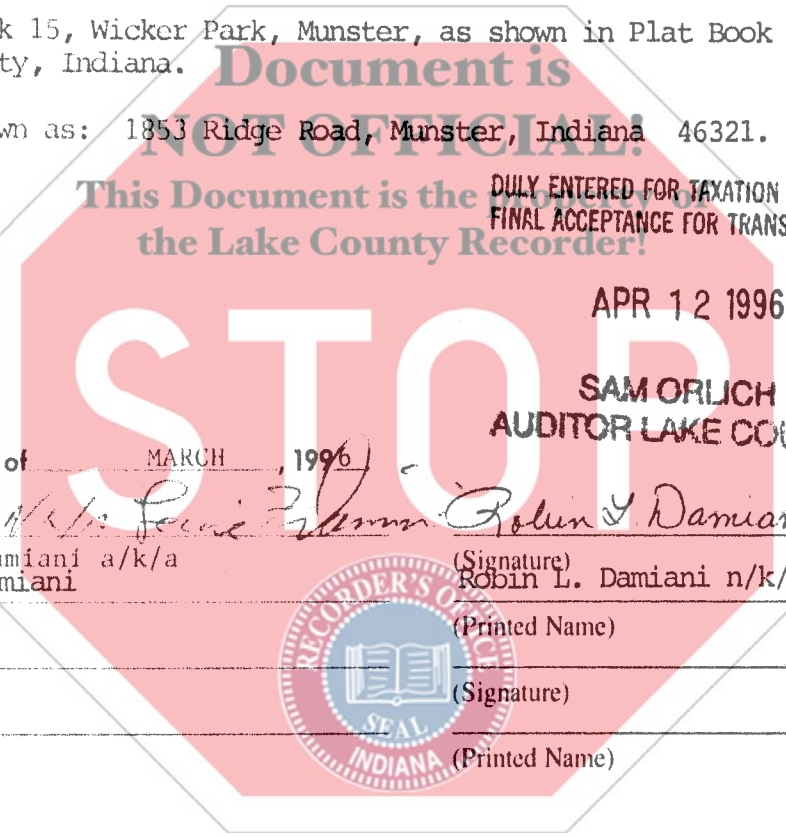 k 15, Wicker Park, Munster, as shown in Plat Book
ty, Indiana.
Document is
wn as: 1853 Ridge Road, Munster, Indiana 46321.
NOT OFFICIAL!
This Document is the property of
the Lake County Recorder!
DULY ENTERED FOR TAXATION
FINAL ACCEPTANCE FOR TRANS
APR 12 1996
STOP
SAM ORLICH
AUDITOR LAKE COU
of MARCH, 1996
Robin L Damian
miani a/k/a
miani
(Signature)
Robin L. Damiani n/k/
(Printed Name)
(Signature)
(Printed Name)
RECORDER'S OFFICE
SEAL
INDIANA